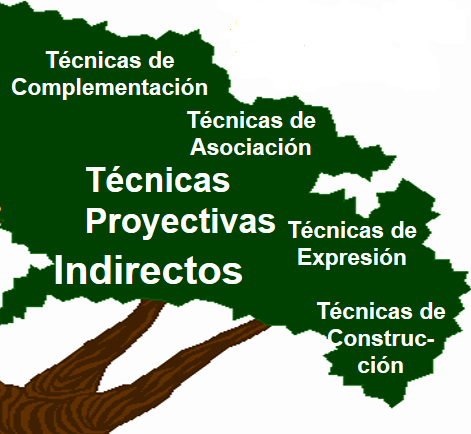 Técnicas de
Complementación
Técnicas de
Asociación
Técnicas
Proyectivas
Indirectos
Técnicas de
Expresión
Técnicas de
Construc-
ción